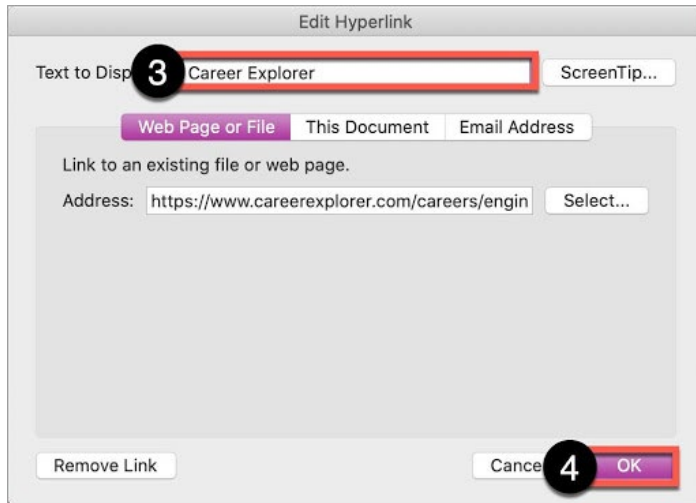 Edit Hyperlink
Text to Disp 3 Career Explorer ScreenTip...
Web Page or File This Document Email Address
Link to an existing file or web page.
Address: https://www.careerexplorer.com/careers/engin Select...
Remove Link Cance 4 OK